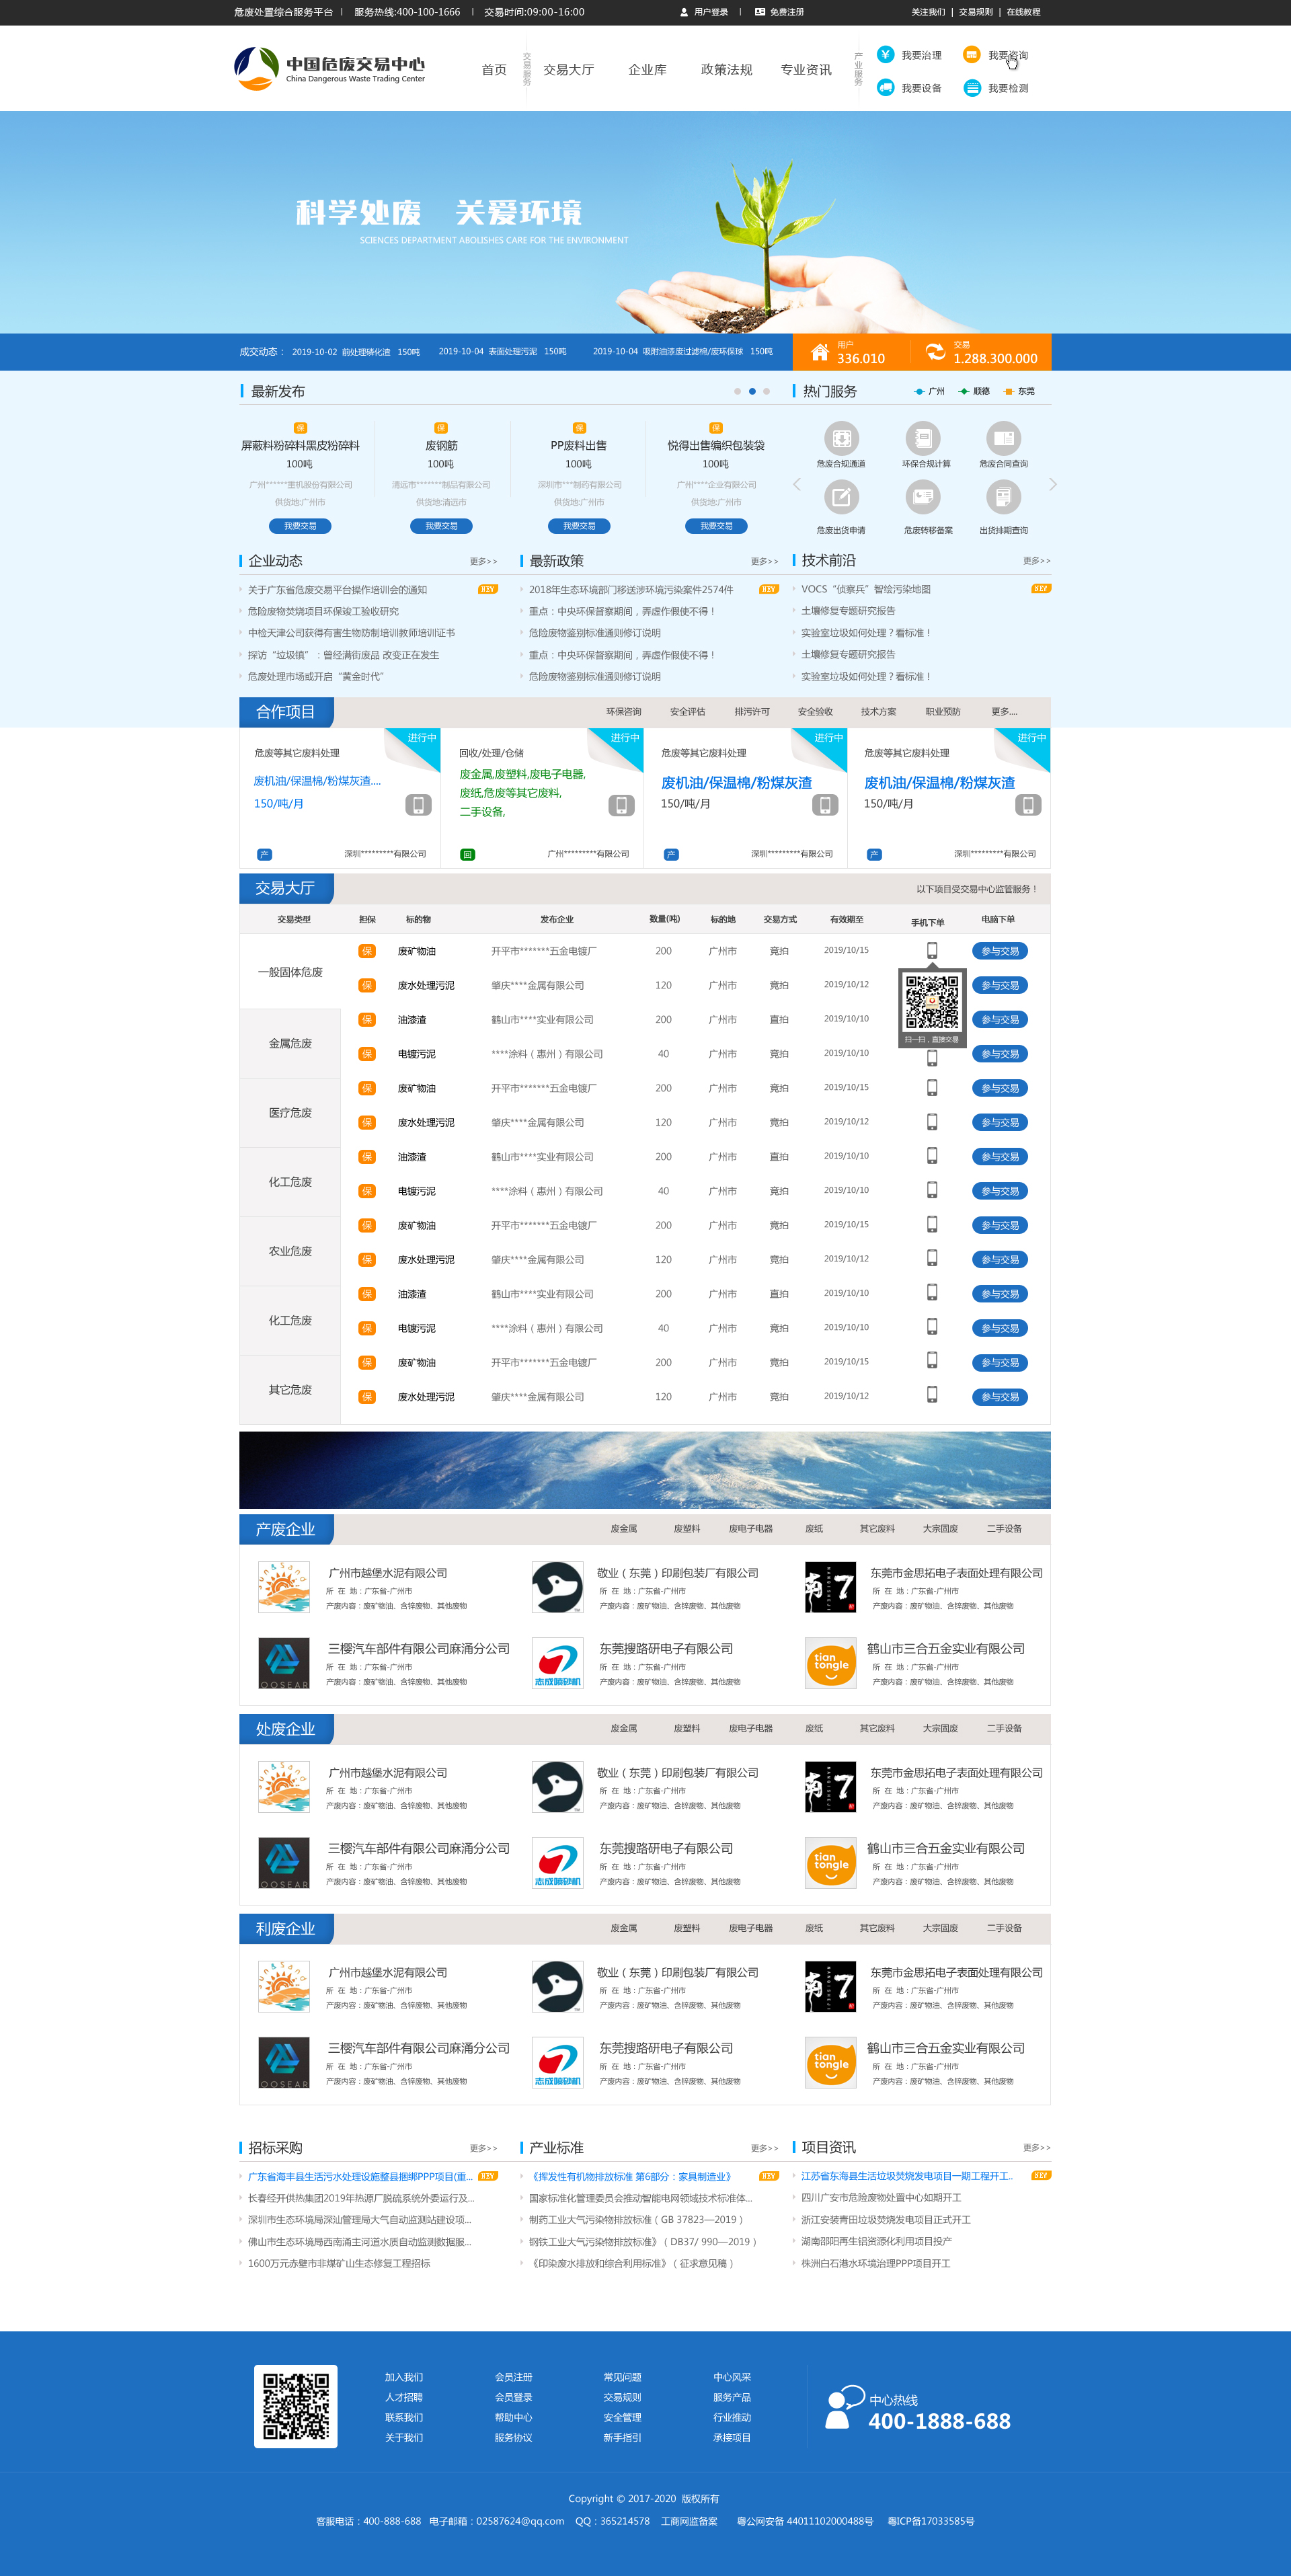 危废处置综合服务平台 | 服务热线:400-100-1666 | 交易时间:09:00-16:00 用户登录 | 免费注册 关注我们 | 交易规则 | 在线教程
中国危废交易中心
China Dangerous Waste Trading Center
首页 交易服务 交易大厅 企业库 政策法规 专业资讯 产业服务
我要治理 我要咨询
我要设备 我要检测
科学处废 关爱环境
SCIENCES DEPARTMENT ABOLISHES CARE FOR THE ENVIRONMENT
成交动态： 2019-10-02 前处理磷化渣 150吨 2019-10-04 表面处理污泥 150吨 2019-10-04 吸附油漆废过滤棉/废环保球 150吨
用户 336.010 交易 1.288.300.000
最新发布 热门服务 广州 顺德 东莞
保 保 保 保
屏蔽料粉碎料黑皮粉碎料 废钢筋 PP废料出售 悦得出售编织包装袋
100吨 100吨 100吨 100吨
广州******重机股份有限公司 清远市*******制品有限公司 深圳市***制药有限公司 广州****企业有限公司
供货地:广州市 供货地:清远市 供货地:广州市 供货地:广州市
我要交易 我要交易 我要交易 我要交易
危废合规通道 环保合规计算 危废合同查询
危废出货申请 危废转移备案 出货排期查询
企业动态 更多>>
关于广东省危废交易平台操作培训会的通知 NEW
危险废物焚烧项目环保竣工验收研究
中检天津公司获得有害生物防制培训教师培训证书
探访“垃圾镇”：曾经满街废品 改变正在发生
危废处理市场或开启“黄金时代”
最新政策 更多>>
2018年生态环境部门移送涉环境污染案件2574件 NEW
重点：中央环保督察期间，弄虚作假使不得！
危险废物鉴别标准通则修订说明
重点：中央环保督察期间，弄虚作假使不得！
危险废物鉴别标准通则修订说明
技术前沿 更多>>
VOCS“侦察兵”智绘污染地图 NEW
土壤修复专题研究报告
实验室垃圾如何处理？看标准！
土壤修复专题研究报告
实验室垃圾如何处理？看标准！
合作项目 环保咨询 安全评估 排污许可 安全验收 技术方案 职业预防 更多....
进行中 进行中 进行中 进行中
危废等其它废料处理 回收/处理/仓储 危废等其它废料处理 危废等其它废料处理
废机油/保温棉/粉煤灰渣.... 废金属,废塑料,废电子电器, 废机油/保温棉/粉煤灰渣 废机油/保温棉/粉煤灰渣
150/吨/月 废纸,危废等其它废料, 150/吨/月 150/吨/月
二手设备,
产 深圳*********有限公司 回 广州*********有限公司 产 深圳*********有限公司 产 深圳*********有限公司
交易大厅 以下项目受交易中心监管服务！
交易类型 担保 标的物 发布企业 数量(吨) 标的地 交易方式 有效期至 手机下单 电脑下单
一般固体危废
金属危废
医疗危废
化工危废
农业危废
化工危废
其它危废
保 废矿物油 开平市*******五金电镀厂 200 广州市 竞拍 2019/10/15 参与交易
保 废水处理污泥 肇庆****金属有限公司 120 广州市 竞拍 2019/10/12 参与交易
保 油漆渣 鹤山市****实业有限公司 200 广州市 直拍 2019/10/10 参与交易
扫一扫，直接交易
保 电镀污泥 ****涂料（惠州）有限公司 40 广州市 竞拍 2019/10/10 参与交易
保 废矿物油 开平市*******五金电镀厂 200 广州市 竞拍 2019/10/15 参与交易
保 废水处理污泥 肇庆****金属有限公司 120 广州市 竞拍 2019/10/12 参与交易
保 油漆渣 鹤山市****实业有限公司 200 广州市 直拍 2019/10/10 参与交易
保 电镀污泥 ****涂料（惠州）有限公司 40 广州市 竞拍 2019/10/10 参与交易
保 废矿物油 开平市*******五金电镀厂 200 广州市 竞拍 2019/10/15 参与交易
保 废水处理污泥 肇庆****金属有限公司 120 广州市 竞拍 2019/10/12 参与交易
保 油漆渣 鹤山市****实业有限公司 200 广州市 直拍 2019/10/10 参与交易
保 电镀污泥 ****涂料（惠州）有限公司 40 广州市 竞拍 2019/10/10 参与交易
保 废矿物油 开平市*******五金电镀厂 200 广州市 竞拍 2019/10/15 参与交易
保 废水处理污泥 肇庆****金属有限公司 120 广州市 竞拍 2019/10/12 参与交易
产废企业 废金属 废塑料 废电子电器 废纸 其它废料 大宗固废 二手设备
广州市越堡水泥有限公司 敬业（东莞）印刷包装厂有限公司 东莞市金思拓电子表面处理有限公司
所 在 地：广东省-广州市 所 在 地：广东省-广州市 所 在 地：广东省-广州市
产废内容：废矿物油、含锌废物、其他废物 产废内容：废矿物油、含锌废物、其他废物 产废内容：废矿物油、含锌废物、其他废物
三樱汽车部件有限公司麻涌分公司 东莞搜路研电子有限公司 鹤山市三合五金实业有限公司
所 在 地：广东省-广州市 所 在 地：广东省-广州市 所 在 地：广东省-广州市
产废内容：废矿物油、含锌废物、其他废物 产废内容：废矿物油、含锌废物、其他废物 产废内容：废矿物油、含锌废物、其他废物
OOSEAR tian tongle
处废企业 废金属 废塑料 废电子电器 废纸 其它废料 大宗固废 二手设备
广州市越堡水泥有限公司 敬业（东莞）印刷包装厂有限公司 东莞市金思拓电子表面处理有限公司
所 在 地：广东省-广州市 所 在 地：广东省-广州市 所 在 地：广东省-广州市
产废内容：废矿物油、含锌废物、其他废物 产废内容：废矿物油、含锌废物、其他废物 产废内容：废矿物油、含锌废物、其他废物
三樱汽车部件有限公司麻涌分公司 东莞搜路研电子有限公司 鹤山市三合五金实业有限公司
所 在 地：广东省-广州市 所 在 地：广东省-广州市 所 在 地：广东省-广州市
产废内容：废矿物油、含锌废物、其他废物 产废内容：废矿物油、含锌废物、其他废物 产废内容：废矿物油、含锌废物、其他废物
OOSEAR tian tongle
利废企业 废金属 废塑料 废电子电器 废纸 其它废料 大宗固废 二手设备
广州市越堡水泥有限公司 敬业（东莞）印刷包装厂有限公司 东莞市金思拓电子表面处理有限公司
所 在 地：广东省-广州市 所 在 地：广东省-广州市 所 在 地：广东省-广州市
产废内容：废矿物油、含锌废物、其他废物 产废内容：废矿物油、含锌废物、其他废物 产废内容：废矿物油、含锌废物、其他废物
三樱汽车部件有限公司麻涌分公司 东莞搜路研电子有限公司 鹤山市三合五金实业有限公司
所 在 地：广东省-广州市 所 在 地：广东省-广州市 所 在 地：广东省-广州市
产废内容：废矿物油、含锌废物、其他废物 产废内容：废矿物油、含锌废物、其他废物 产废内容：废矿物油、含锌废物、其他废物
OOSEAR tian tongle
招标采购 更多>>
广东省海丰县生活污水处理设施整县捆绑PPP项目(重... NEW
长春经开供热集团2019年热源厂脱硫系统外委运行及...
深圳市生态环境局深汕管理局大气自动监测站建设项...
佛山市生态环境局西南涌主河道水质自动监测数据服...
1600万元赤壁市非煤矿山生态修复工程招标
产业标准 更多>>
《挥发性有机物排放标准 第6部分：家具制造业》 NEW
国家标准化管理委员会推动智能电网领域技术标准体...
制药工业大气污染物排放标准（GB 37823—2019）
钢铁工业大气污染物排放标准》（DB37/ 990—2019）
《印染废水排放和综合利用标准》（征求意见稿）
项目资讯 更多>>
江苏省东海县生活垃圾焚烧发电项目一期工程开工.. NEW
四川广安市危险废物处置中心如期开工
浙江安装青田垃圾焚烧发电项目正式开工
湖南邵阳再生铝资源化利用项目投产
株洲白石港水环境治理PPP项目开工
加入我们 会员注册 常见问题 中心风采
人才招聘 会员登录 交易规则 服务产品
联系我们 帮助中心 安全管理 行业推动
关于我们 服务协议 新手指引 承接项目
中心热线
400-1888-688
Copyright © 2017-2020 版权所有
客服电话：400-888-688 电子邮箱：02587624@qq.com QQ：365214578 工商网监备案 粤公网安备 44011102000488号 粤ICP备17033585号